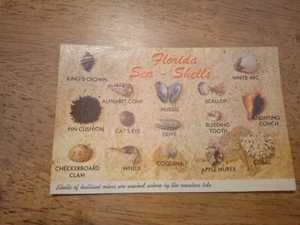 Florida
Sea - Shells
KING'S CROWN
WHITE ARC
ALPHABET CONE
MUSSEL
SCALLOP
PIN CUSHION
CAT'S EYE
OLIVE
BLEEDING
TOOTH
FIGHTING
CONCH
CHECKERBOARD
CLAM
WHELK
COQUINA
APPLE MUREX
CORAL
Shells of brilliant colors are washed ashore by the ceaseless tide